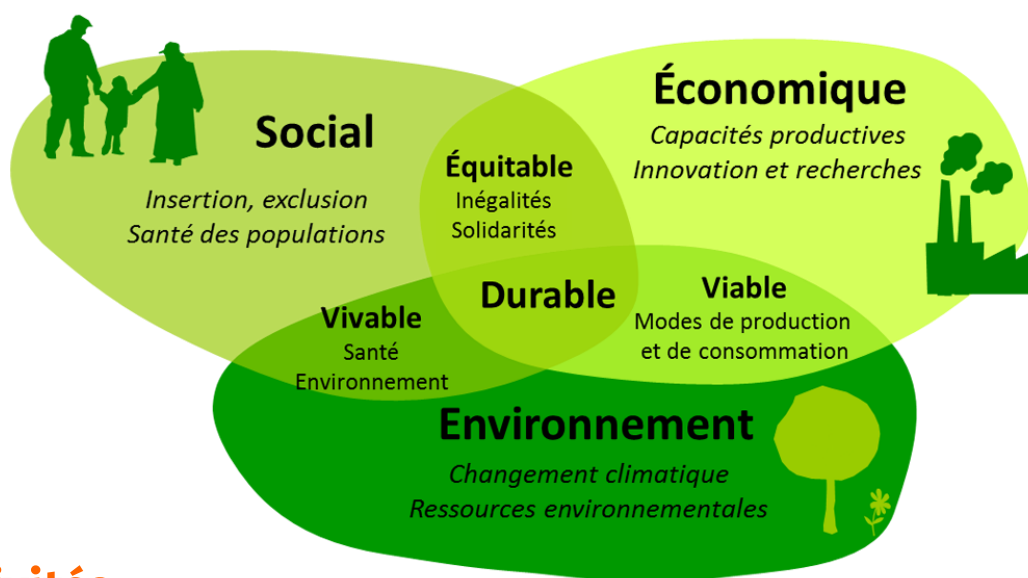 Social
Insertion, exclusion
Santé des populations
Économique
Capacités productives
Innovation et recherches
Équitable
Inégalités
Solidarités
Durable
Vivable
Santé
Environnement
Viable
Modes de production
et de consommation
Environnement
Changement climatique
Ressources environnementales